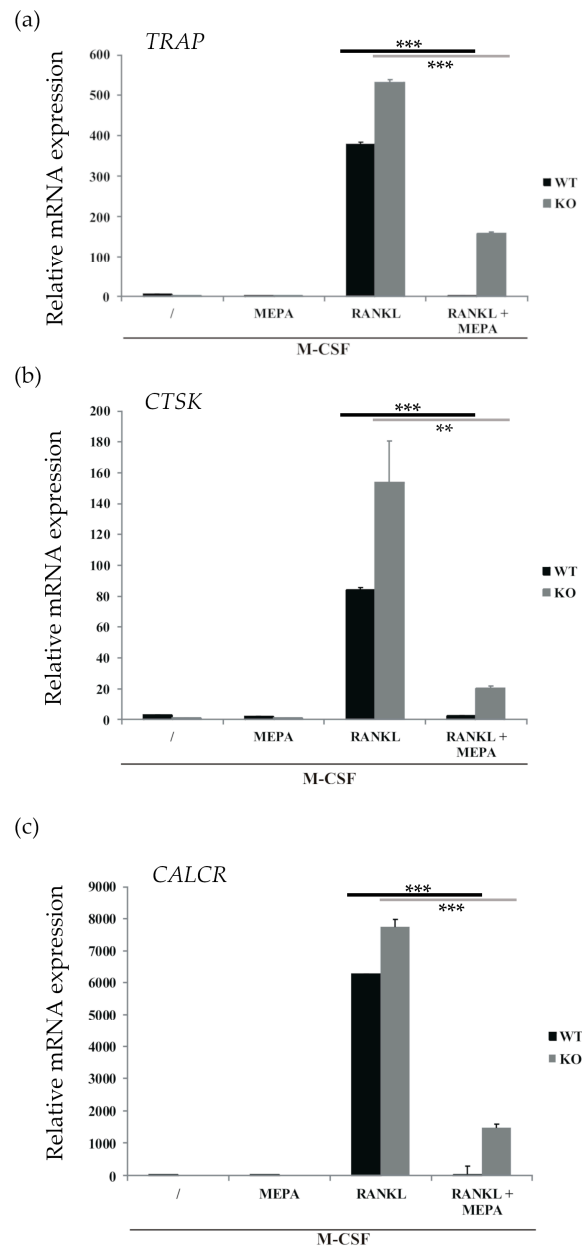 (a)
TRAP
***
***
Relative mRNA expression
600
500
400
300
200
100
0
WT
KO
/
MEPA
RANKL
RANKL +
MEPA
M-CSF
(b)
CTSK
***
**
Relative mRNA expression
200
180
160
140
120
100
80
60
40
20
0
WT
KO
/
MEPA
RANKL
RANKL +
MEPA
M-CSF
(c)
CALCR
***
***
Relative mRNA expression
9000
8000
7000
6000
5000
4000
3000
2000
1000
0
WT
KO
/
MEPA
RANKL
RANKL +
MEPA
M-CSF